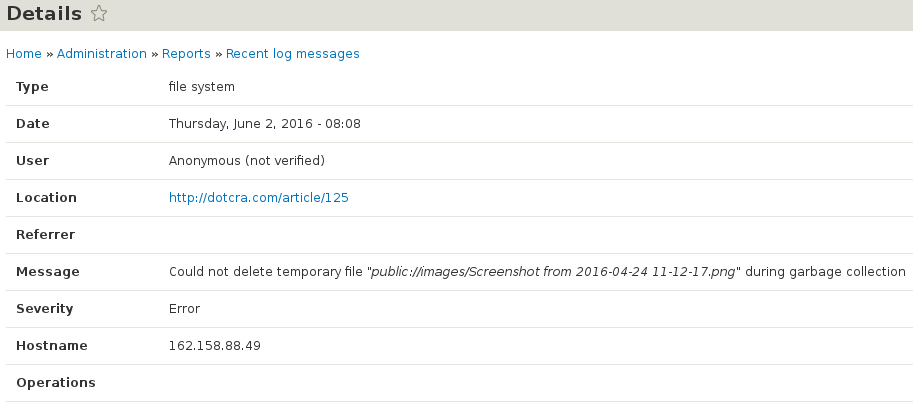 Details
Home » Administration » Reports » Recent log messages
Type file system
Date Thursday, June 2, 2016 - 08:08
User Anonymous (not verified)
Location http://dotcra.com/article/125
Referrer
Message Could not delete temporary file "public://images/Screenshot from 2016-04-24 11-12-17.png" during garbage collection
Severity Error
Hostname 162.158.88.49
Operations